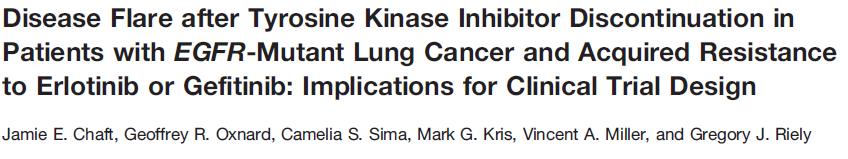 Disease Flare after Tyrosine Kinase Inhibitor Discontinuation in
Patients with EGFR-Mutant Lung Cancer and Acquired Resistance
to Erlotinib or Gefitinib: Implications for Clinical Trial Design
Jamie E. Chaft, Geoffrey R. Oxnard, Camelia S. Sima, Mark G. Kris, Vincent A. Miller, and Gregory J. Riely